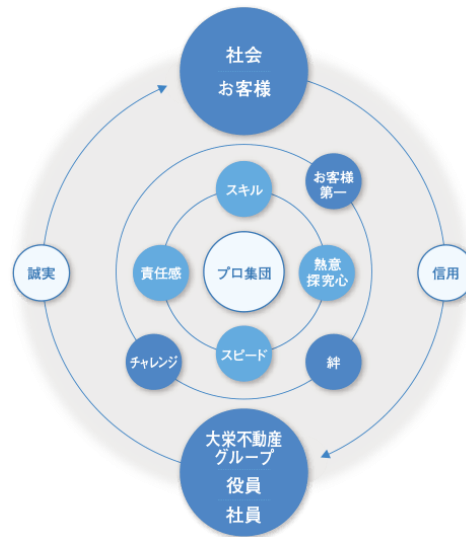 社会
お客様
スキル
お客様
第一
誠実
責任感
プロ集団
熱意
探究心
信用
チャレンジ
スピード
絆
大栄不動産
グループ
役員
社員